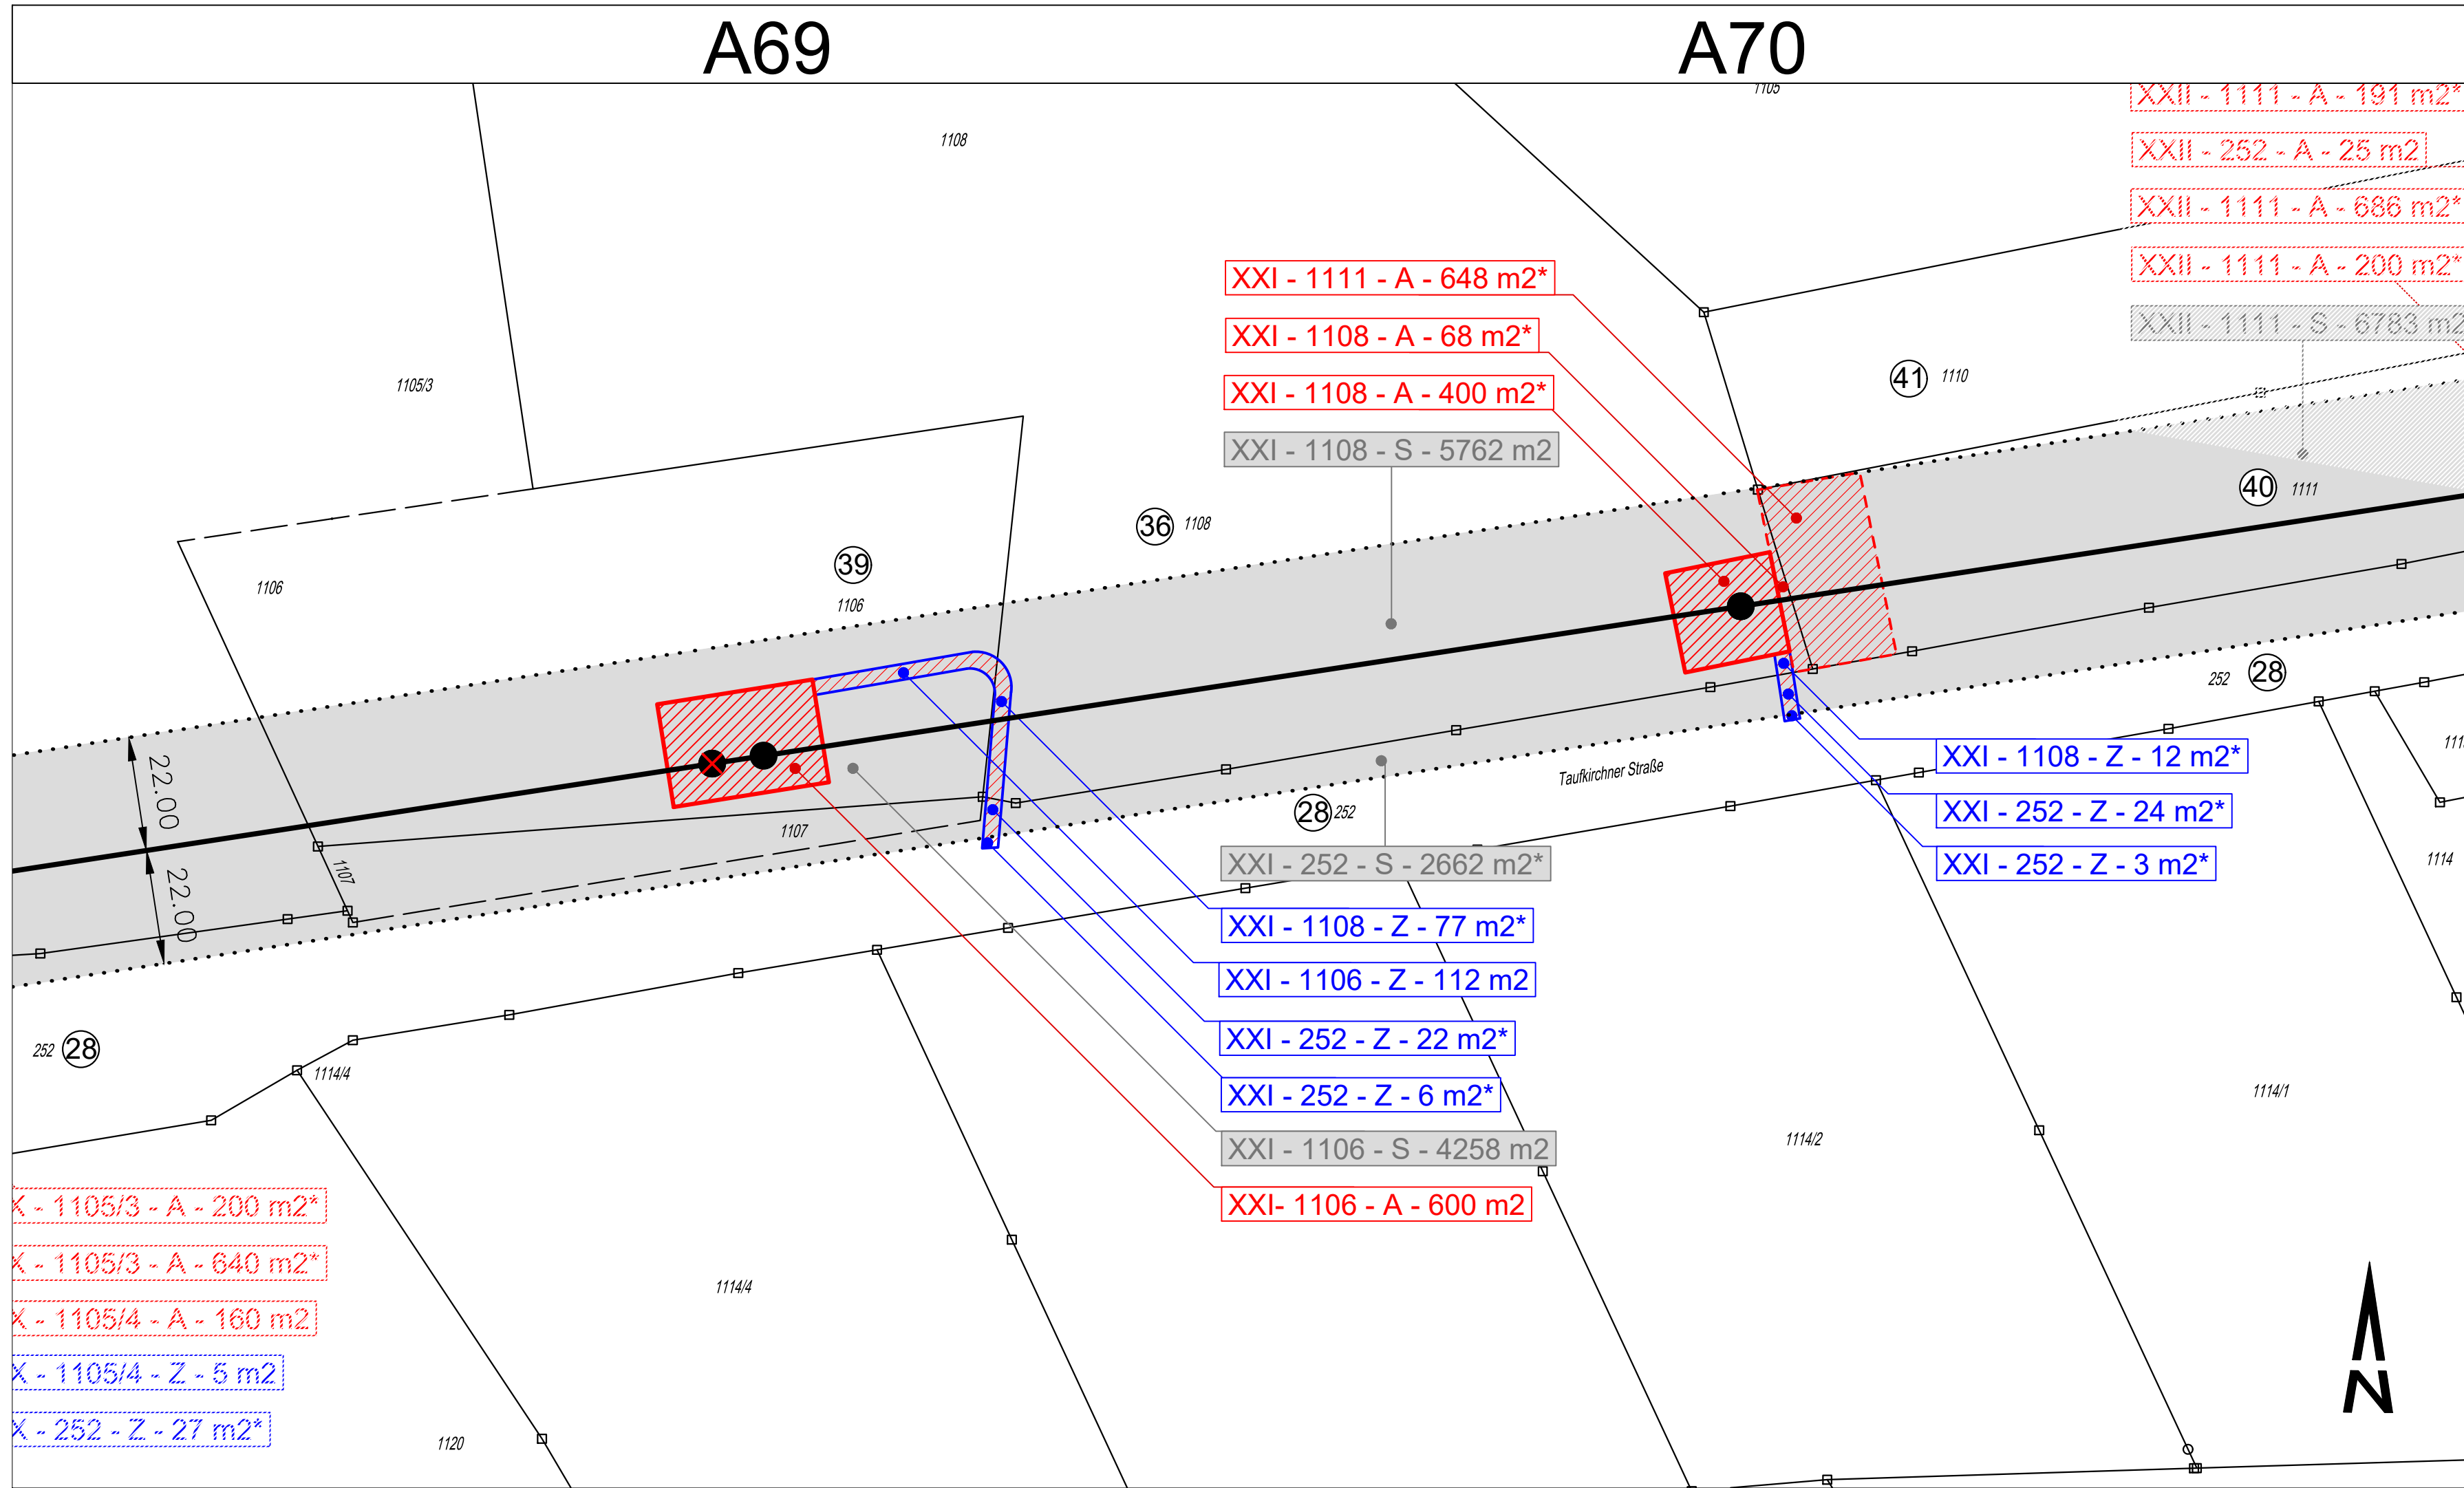 A69
A70
1108
1105
XXII - 1111 - A - 191 m2*
XXII - 252 - A - 25 m2
XXII - 1111 - A - 686 m2*
XXII - 1111 - A - 200 m2*
XXII - 1111 - S - 6783 m2
XXI - 1111 - A - 648 m2*
XXI - 1108 - A - 68 m2*
XXI - 1108 - A - 400 m2*
XXI - 1108 - S - 5762 m2
1105/3
41 1110
40 1111
36 1108
39
1106
1106
28
252
22.00
22.00
1107
1107
Taufkirchner Straße
28 252
XXI - 1108 - Z - 12 m2*
XXI - 252 - Z - 24 m2*
XXI - 252 - Z - 3 m2*
1114
XXI - 252 - S - 2662 m2*
XXI - 1108 - Z - 77 m2*
XXI - 1106 - Z - 112 m2
XXI - 252 - Z - 22 m2*
XXI - 252 - Z - 6 m2*
XXI - 1106 - S - 4258 m2
XXI- 1106 - A - 600 m2
252 28
1114/4
1114/1
1114/2
1114/4
X - 1105/3 - A - 200 m2*
X - 1105/3 - A - 640 m2*
X - 1105/4 - A - 160 m2
X - 1105/4 - Z - 5 m2
X - 252 - Z - 27 m2*
1120
N